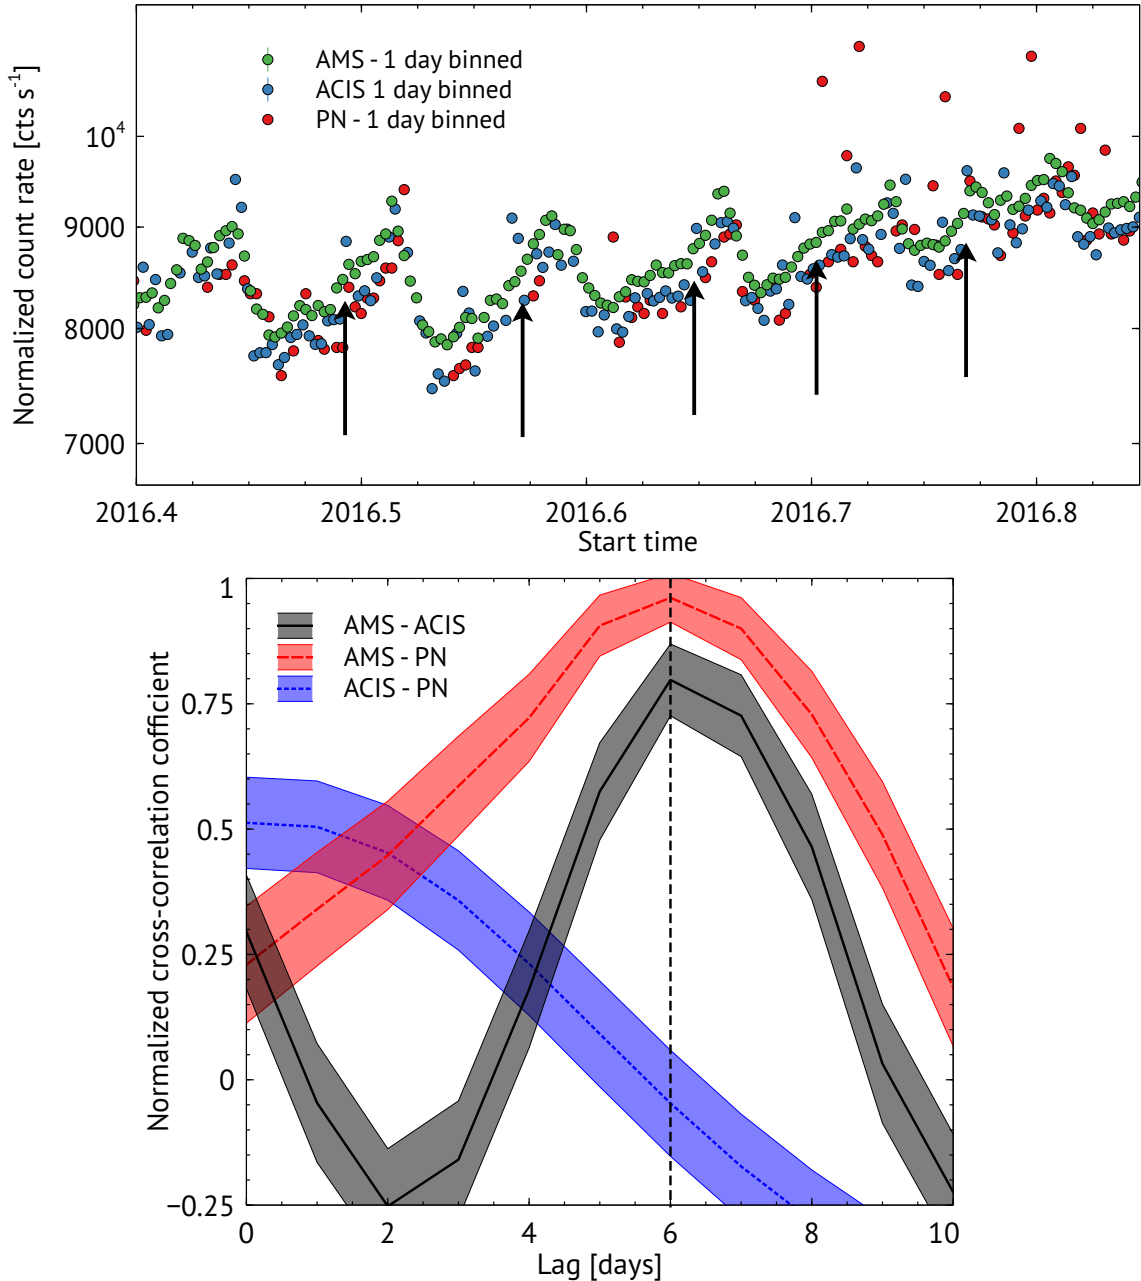 AMS - 1 day binned
ACIS 1 day binned
PN - 1 day binned
Normalized count rate [cts s⁻¹]
10⁴
9000
8000
7000
2016.4 2016.5 2016.6 2016.7 2016.8
Start time
AMS - ACIS
AMS - PN
ACIS - PN
Normalized cross-correlation cofficient
1
0.75
0.5
0.25
0
−0.25
0 2 4 6 8 10
Lag [days]